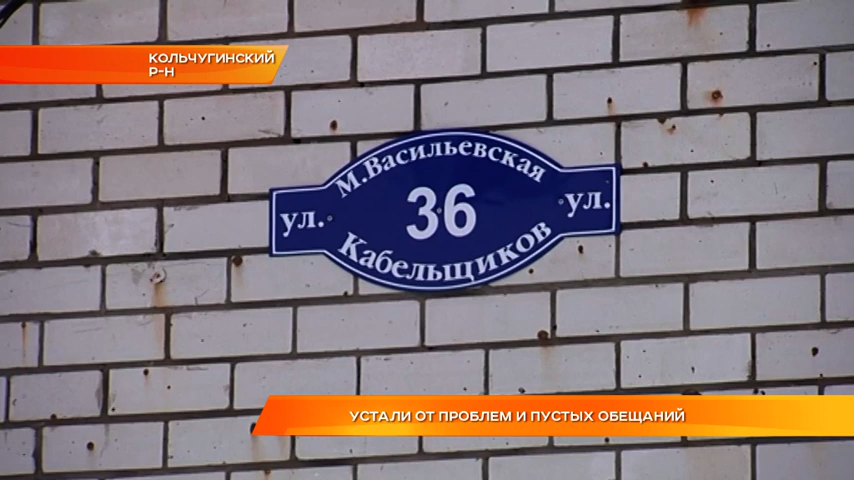 КОЛЬЧУГИНСКИЙ
Р-Н
М.Васильевская
ул. 36 ул.
Кабельщиков
УСТАЛИ ОТ ПРОБЛЕМ И ПУСТЫХ ОБЕЩАНИЙ